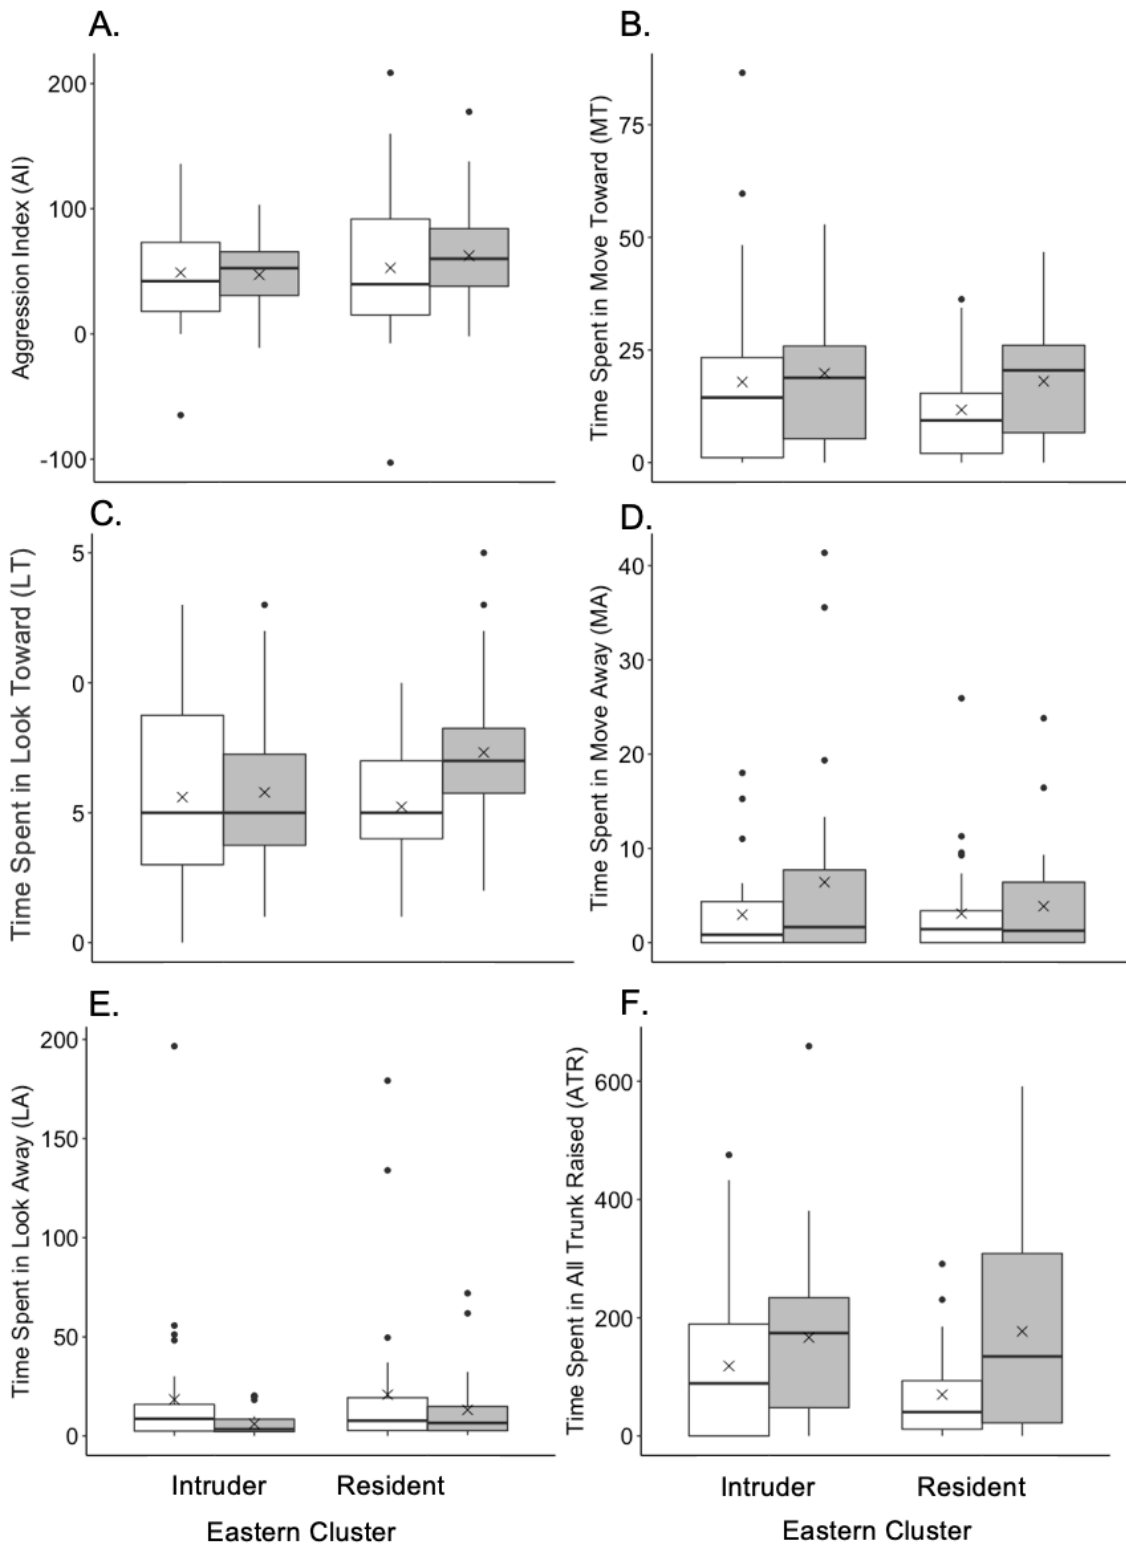 A.
B.
Aggression Index (AI)
200
100
0
-100
Time Spent in Move Toward (MT)
75
50
25
0
C.
D.
Time Spent in Look Toward (LT)
5
0
5
0
Time Spent in Move Away (MA)
40
30
20
10
0
E.
F.
Time Spent in Look Away (LA)
200
150
100
50
0
Time Spent in All Trunk Raised (ATR)
600
400
200
0
Intruder Resident
Eastern Cluster
Intruder Resident
Eastern Cluster